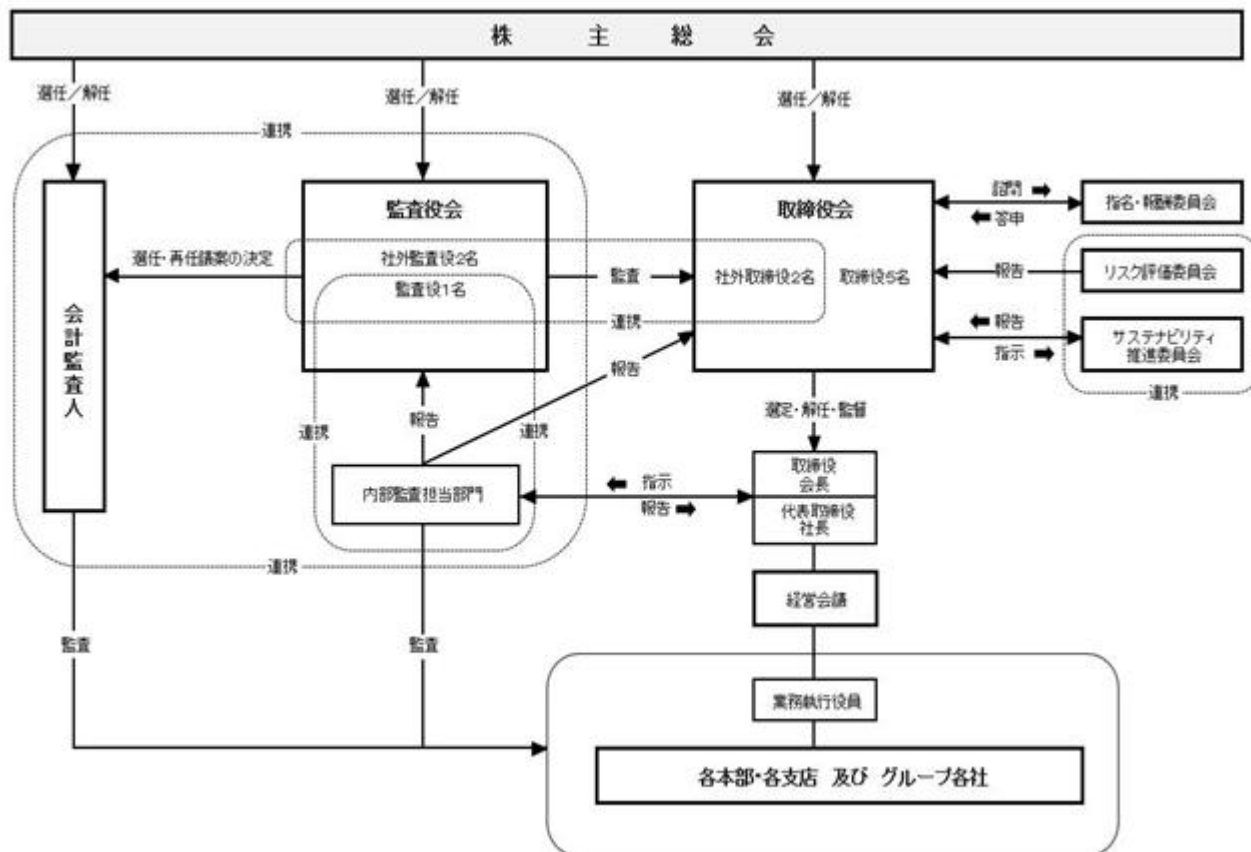 株主総会
選任／解任
選任／解任
選任／解任
連携
監査役会
取締役会
諮問 ➡
⬅ 答申
指名・報酬委員会
選任・再任議案の決定
社外監査役2名
監査役1名
監査
社外取締役2名
取締役5名
報告
リスク評価委員会
連携
⬅ 報告
指示 ➡
サステナビリティ
推進委員会
連携
会計監査人
報告
報告
選定・解任・監督
連携
連携
内部監査担当部門
⬅ 指示
報告 ➡
取締役
会長
代表取締役
社長
連携
経営会議
監査
監査
業務執行役員
各本部・各支店 及び グループ各社